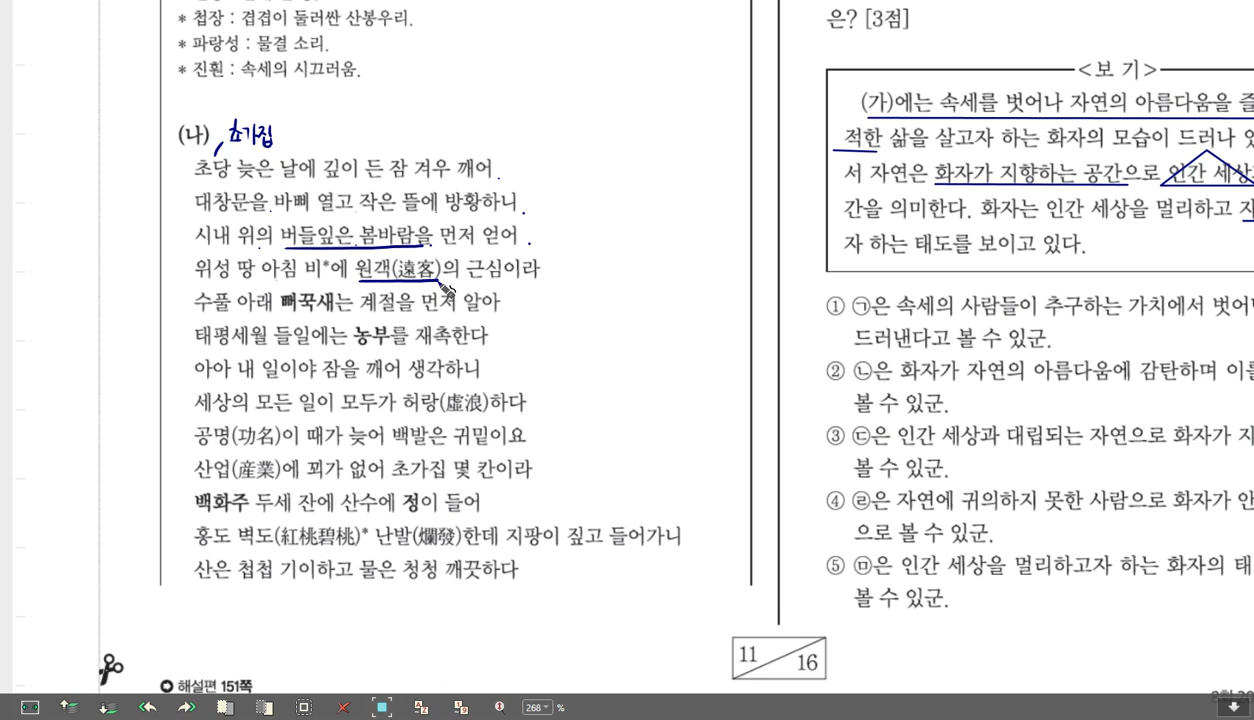 * 첩장 : 겹겹이 둘러싼 산봉우리.
* 파랑성 : 물결 소리.
* 진훤 : 속세의 시끄러움.
(나) 초가집
초당 늦은 날에 깊이 든 잠 겨우 깨어
대창문을 바삐 열고 작은 뜰에 방황하니
시내 위의 버들잎은 봄바람을 먼저 얻어
위성 땅 아침 비*에 원객(遠客)의 근심이라
수풀 아래 뻐꾹새는 계절을 먼저 알아
태평세월 들일에는 농부를 재촉한다
아아 내 일이야 잠을 깨어 생각하니
세상의 모든 일이 모두가 허랑(虛浪)하다
공명(功名)이 때가 늦어 백발은 귀밑이요
산업(産業)에 꾀가 없어 초가집 몇 칸이라
백화주 두세 잔에 산수에 정이 들어
홍도 벽도(紅桃碧桃)* 난발(爛發)한데 지팡이 짚고 들어가니
산은 첩첩 기이하고 물은 청청 깨끗하다
해설편 151쪽
은? [3점]
<보 기>
(가)에는 속세를 벗어나 자연의 아름다움을 즐
적한 삶을 살고자 하는 화자의 모습이 드러나 있
서 자연은 화자가 지향하는 공간으로 인간 세상
간을 의미한다. 화자는 인간 세상을 멀리하고 자
자 하는 태도를 보이고 있다.
① ㉠은 속세의 사람들이 추구하는 가치에서 벗어
드러낸다고 볼 수 있군.
② ㉡은 화자가 자연의 아름다움에 감탄하며 이를
볼 수 있군.
③ ㉢은 인간 세상과 대립되는 자연으로 화자가 지
볼 수 있군.
④ ㉣은 자연에 귀의하지 못한 사람으로 화자가 안
으로 볼 수 있군.
⑤ ㉤은 인간 세상을 멀리하고자 하는 화자의 태
볼 수 있군.
11 16
268 %